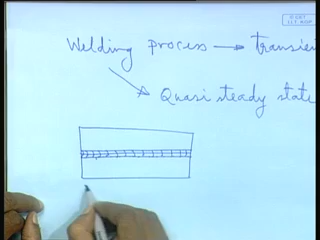 Welding process → transien
Quasi steady state